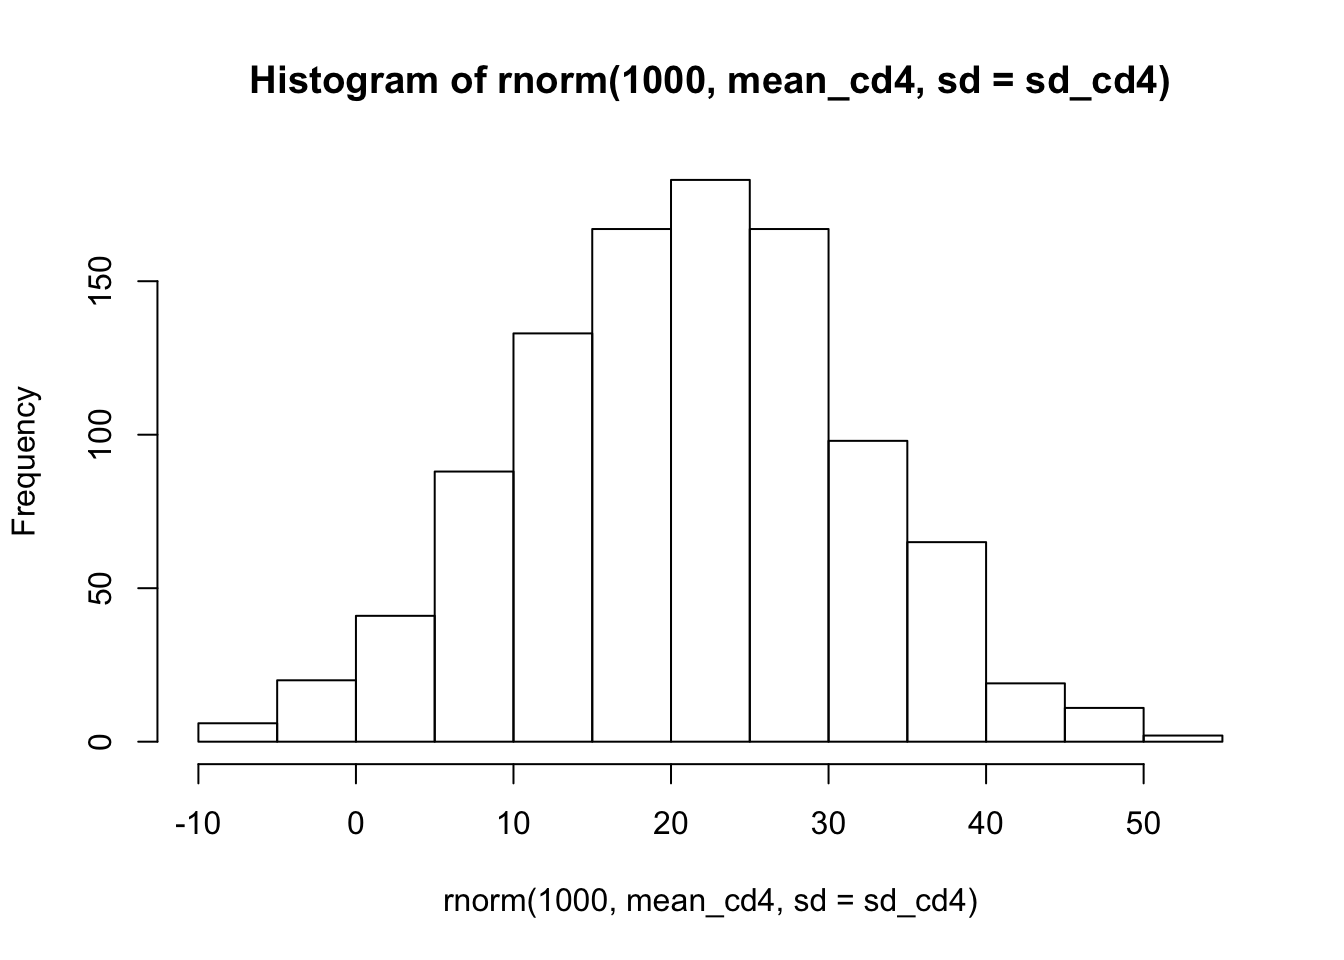 Histogram of rnorm(1000, mean_cd4, sd = sd_cd4)
150
100
50
0
Frequency
-10 0 10 20 30 40 50
rnorm(1000, mean_cd4, sd = sd_cd4)